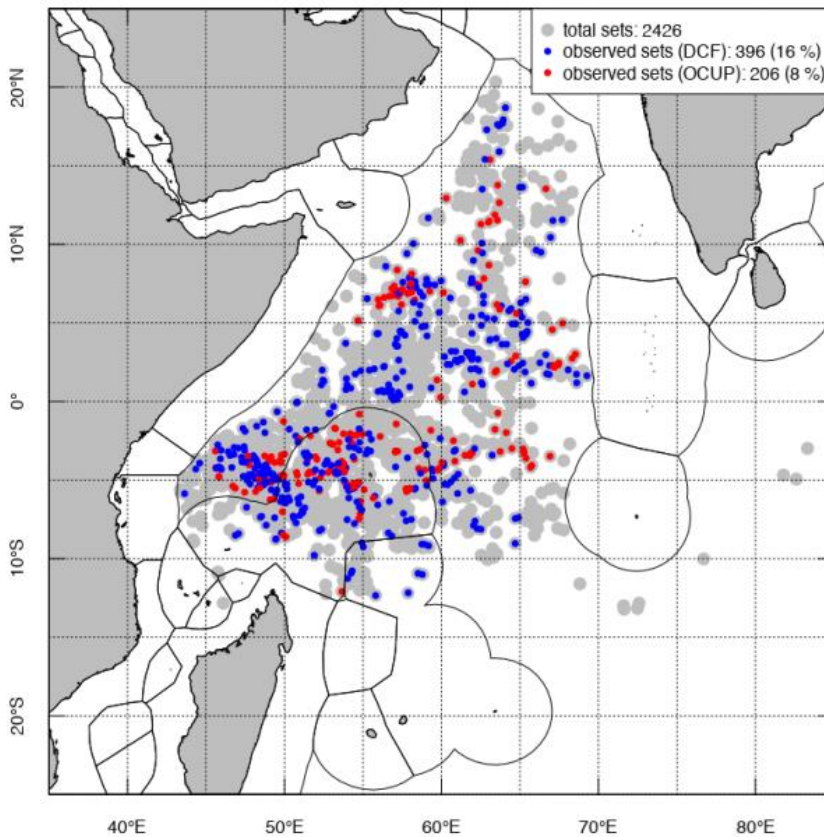 total sets: 2426
observed sets (DCF): 396 (16 %)
observed sets (OCUP): 206 (8 %)
20°N
10°N
0°
10°S
20°S
40°E
50°E
60°E
70°E
80°E